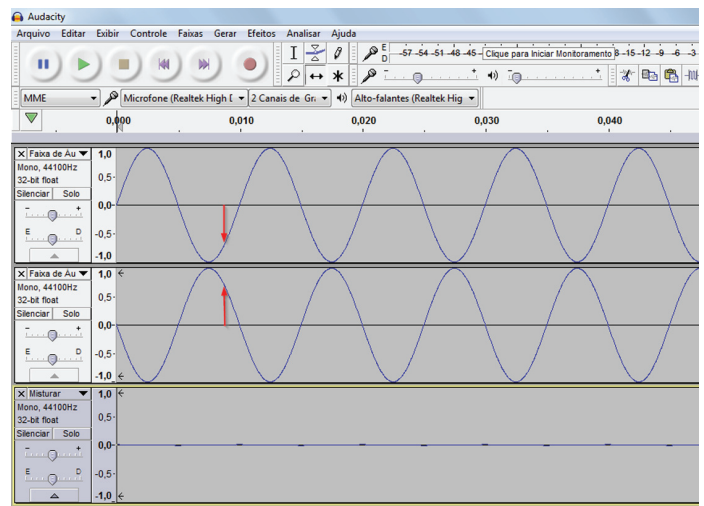 Audacity
Arquivo Editar Exibir Controle Faixas Gerar Efeitos Analisar Ajuda
E D -57 -54 -51 -48 -45 - Clique para Iniciar Monitoramento 8 -15 -12 -9 -6 -3
- +
- +
MME Microfone (Realtek High 2 Canais de Alto-falantes (Realtek Hig
0,000 0,010 0,020 0,030 0,040
X Faixa de Áu 1,0
Mono, 44100Hz
32-bit float 0,5-
Silenciar Solo
- + 0,0-
E D -0,5-
-1,0
X Faixa de Áu 1,0
Mono, 44100Hz
32-bit float 0,5-
Silenciar Solo
- + 0,0-
E D -0,5-
-1,0
X Misturar 1,0
Mono, 44100Hz
32-bit float 0,5-
Silenciar Solo
- + 0,0-
E D -0,5-
-1,0